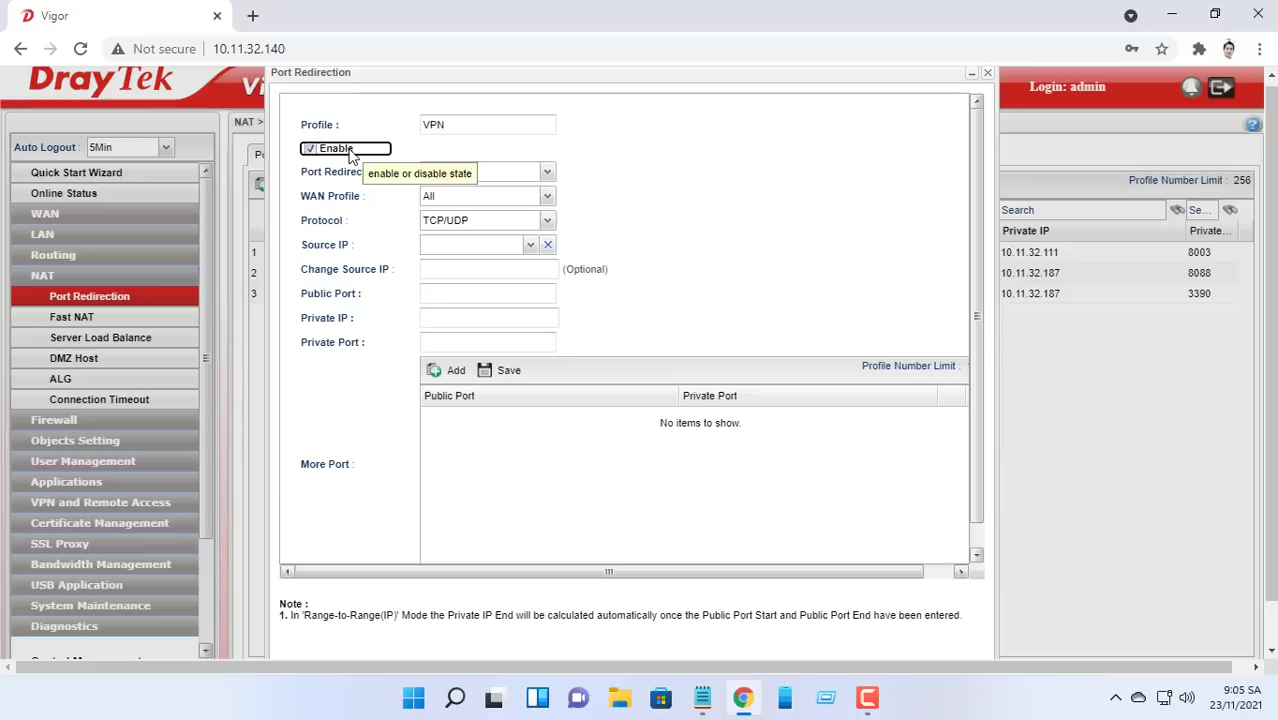 Vigor
Not secure
10.11.32.140
DrayTek
Vi
Login: admin
Port Redirection
NAT >
Auto Logout :
5Min
Quick Start Wizard
Online Status
WAN
LAN
Routing
NAT
Port Redirection
Fast NAT
Server Load Balance
DMZ Host
ALG
Connection Timeout
Firewall
Objects Setting
User Management
Applications
VPN and Remote Access
Certificate Management
SSL Proxy
Bandwidth Management
USB Application
System Maintenance
Diagnostics
Po
1
2
3
Profile :
VPN
Enable
enable or disable state
Port Redirec
WAN Profile :
All
Protocol :
TCP/UDP
Source IP :
Change Source IP :
(Optional)
Public Port :
Private IP :
Private Port :
Add
Save
Profile Number Limit :
Public Port
Private Port
No items to show.
More Port :
Note :
1. In 'Range-to-Range(IP)' Mode the Private IP End will be calculated automatically once the Public Port Start and Public Port End have been entered.
Profile Number Limit : 256
Search
Se...
Private IP
Private...
10.11.32.111
8003
10.11.32.187
8088
10.11.32.187
3390
9:05 SA
23/11/2021